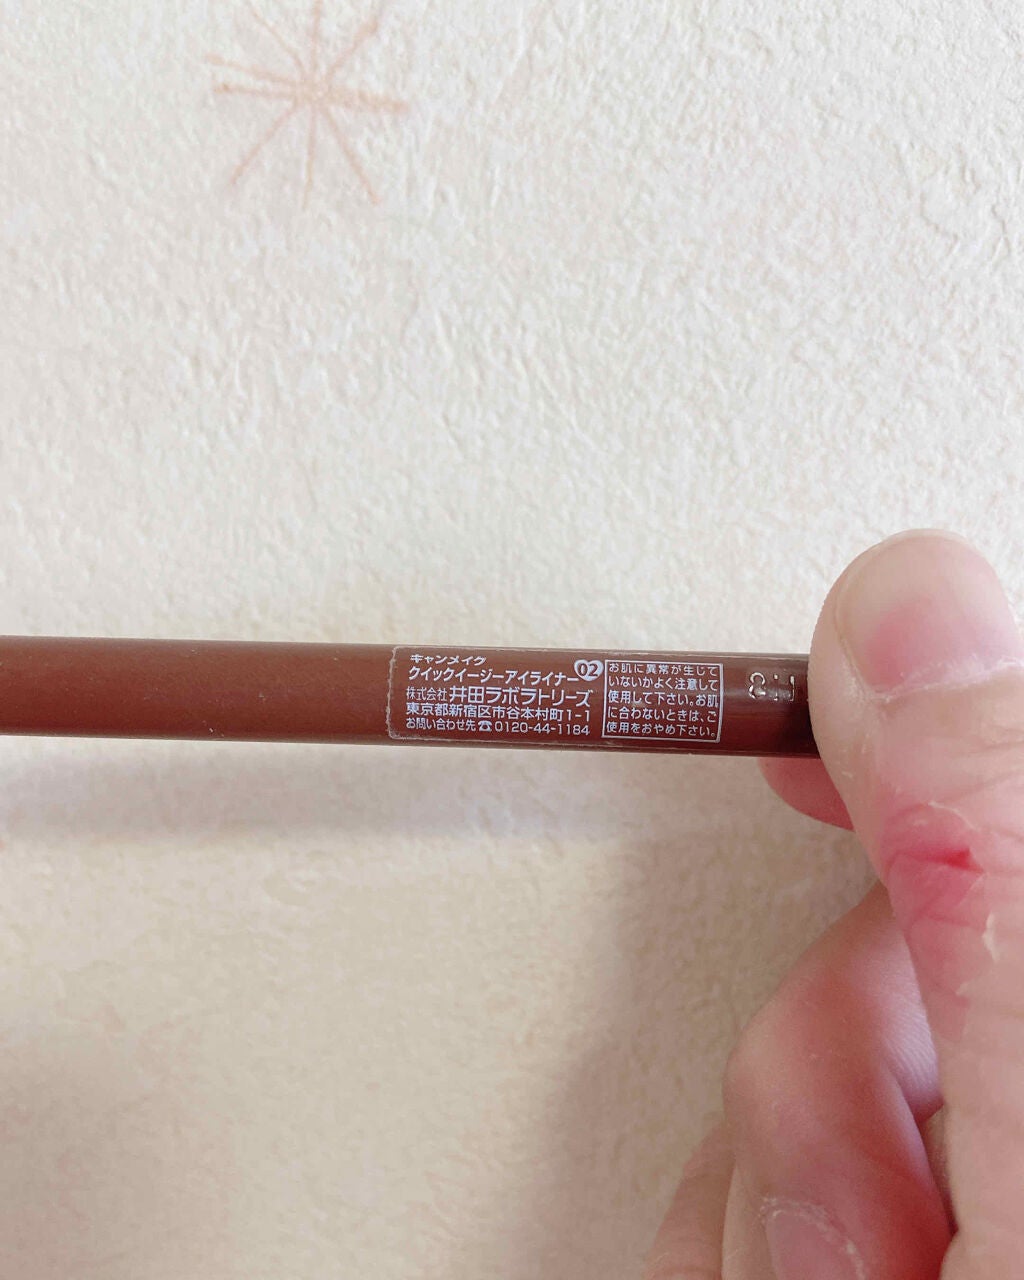 キャンメイク
クイックイージーアイライナー02
株式会社 井田ラボラトリーズ
東京都新宿区市谷本村町1-1
お問い合わせ先☎0120-44-1184
お肌に異常が生じて
いないかよく注意して
使用して下さい。お肌
に合わないときは、ご
使用をおやめ下さい。